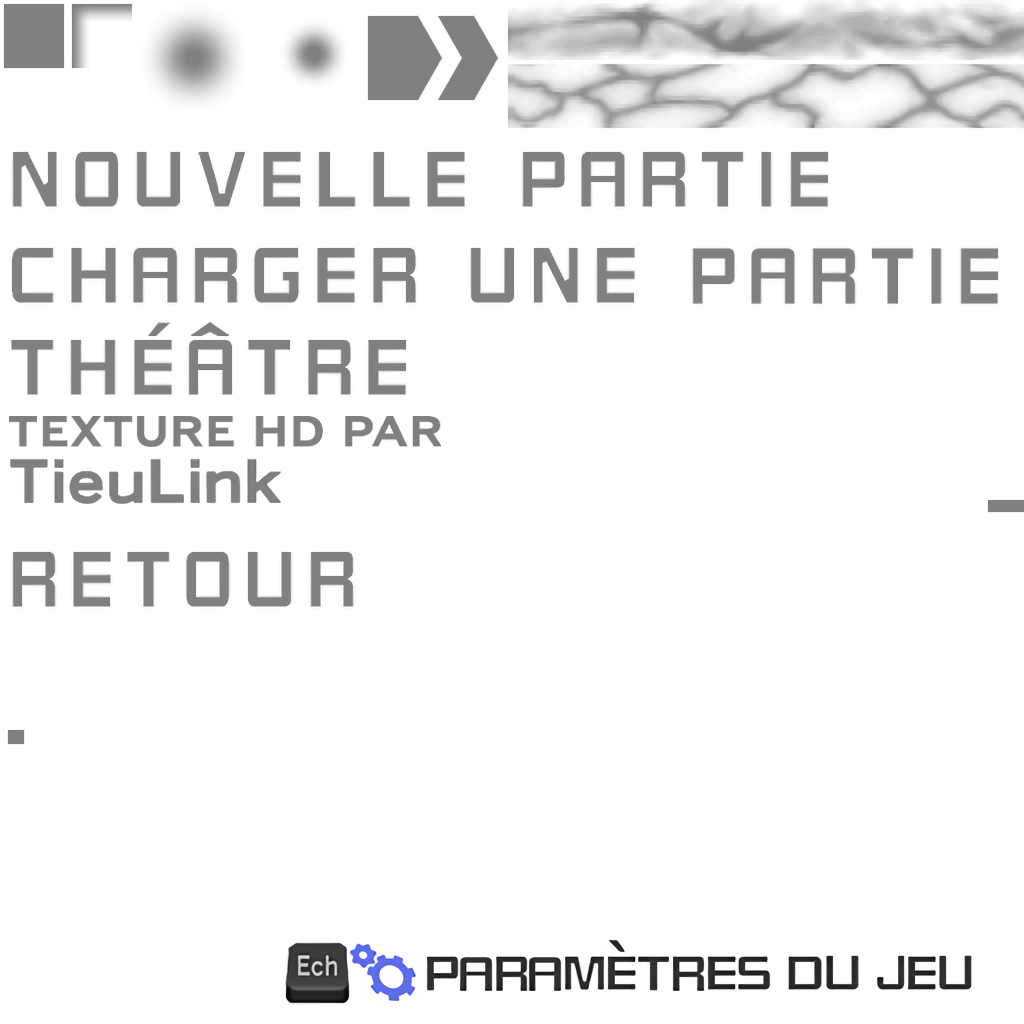 NOUVELLE PARTIE
CHARGER UNE PARTIE
THÉÂTRE
TEXTURE HD PAR
TieuLink
RETOUR
Ech PARAMÈTRES DU JEU